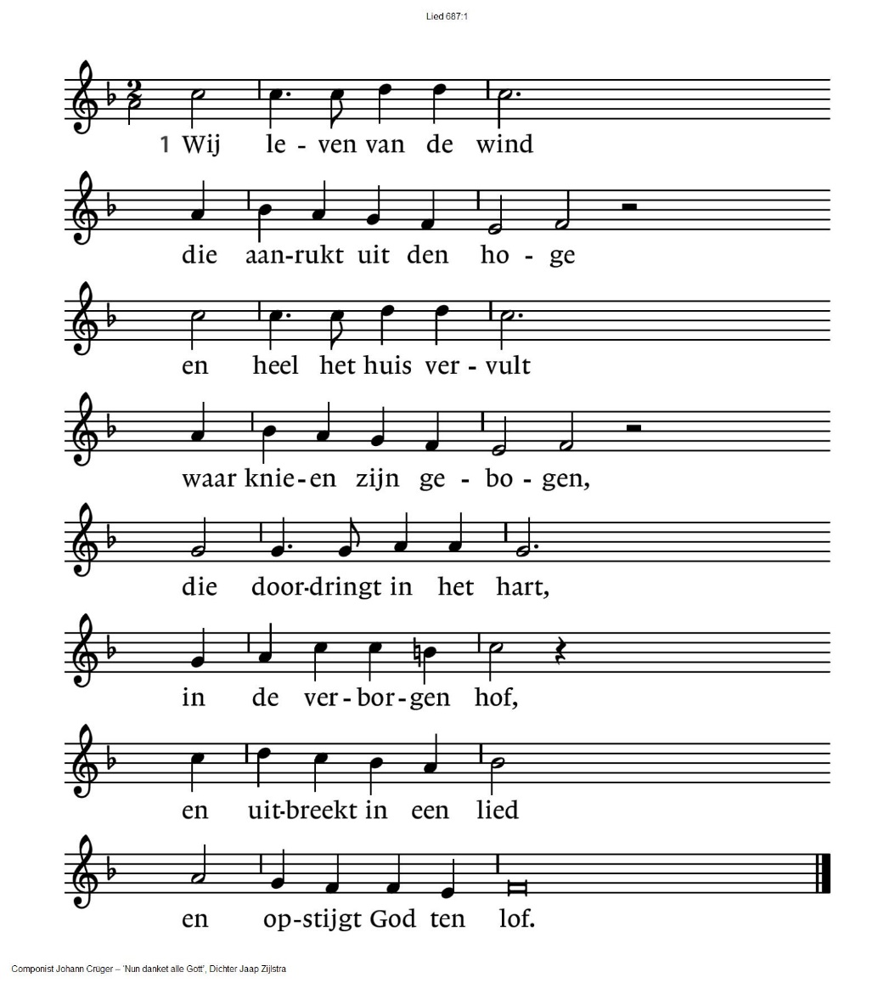 Lied 687:1
1 Wij le - ven van de wind
die aan-rukt uit den ho - ge
en heel het huis ver - vult
waar knie-en zijn ge - bo - gen,
die door-dringt in het hart,
in de ver-bor-gen hof,
en uit-breekt in een lied
en op-stijgt God ten lof.
Componist Johann Crüger – 'Nun danket alle Gott', Dichter Jaap Zijlstra